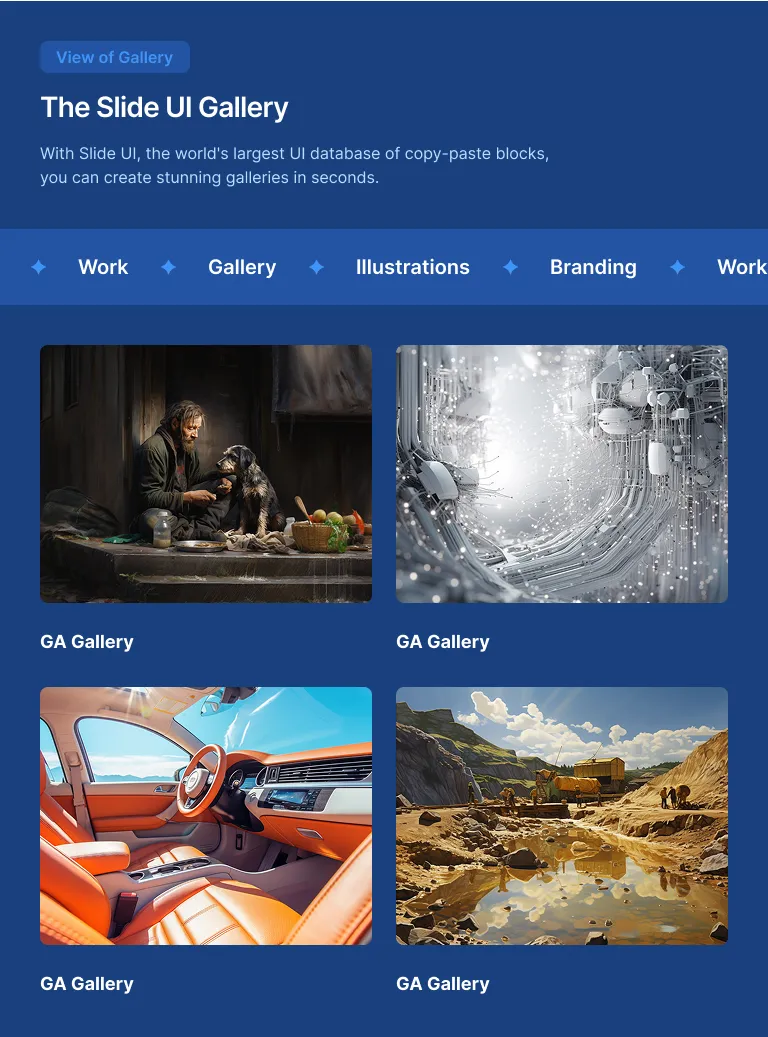 View of Gallery
The Slide UI Gallery
With Slide UI, the world's largest UI database of copy-paste blocks,
you can create stunning galleries in seconds.
Work Gallery Illustrations Branding Work
GA Gallery GA Gallery
GA Gallery GA Gallery